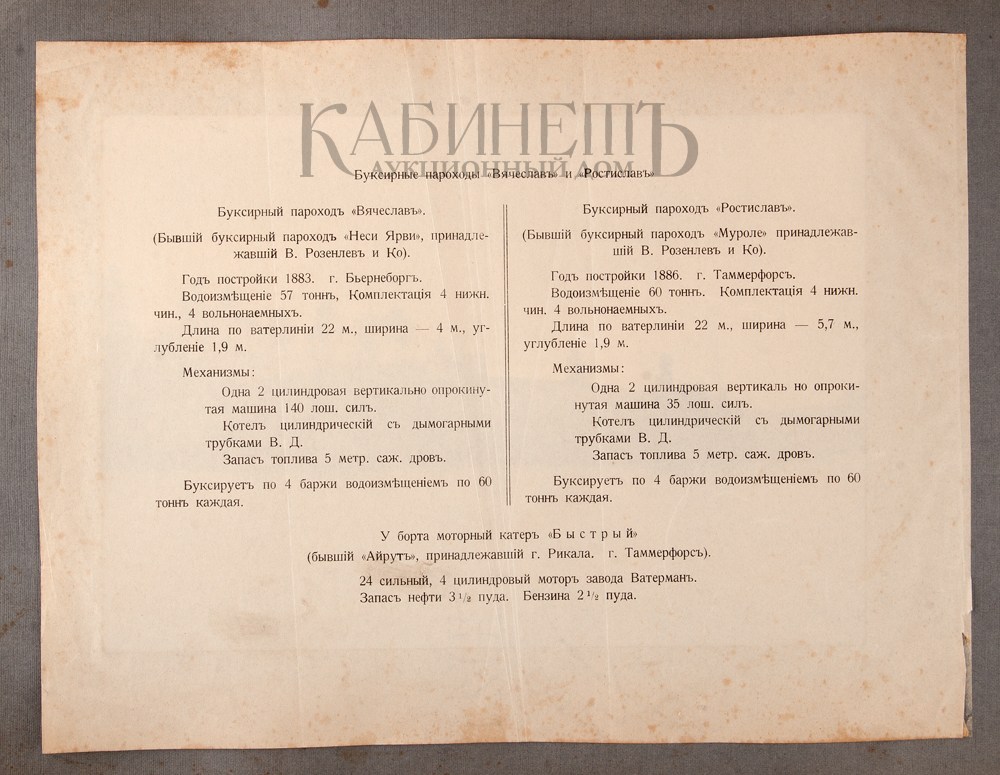 КАБИНЕТЪ
АУКЦИОННЫЙ ДОМ
Буксирные пароходы «Вячеславъ» и «Ростиславъ»
Буксирный пароходъ «Вячеславъ».
(Бывшій буксирный пароходъ «Неси Ярви», принадле-
жавшій В. Розенлев и Ко).
Годъ постройки 1883. г. Бьернеборгъ.
Водоизмѣщеніе 57 тоннъ, Комплектація 4 нижн.
чин., 4 вольнонаемныхъ.
Длина по ватерлиніи 22 м., ширина — 4 м., уг-
лубленіе 1,9 м.
Механизмы:
Одна 2 цилиндровая вертикально опрокину-
тая машина 140 лош. силъ.
Котелъ цилиндрическій съ дымогарными
трубками В. Д.
Запасъ топлива 5 метр. саж. дровъ.
Буксируетъ по 4 баржи водоизмѣщеніемъ по 60
тоннъ каждая.
Буксирный пароходъ «Ростиславъ».
(Бывшій буксирный пароходъ «Муроле» принадлежав-
шій В. Розенлев и Ко).
Годъ постройки 1886. г. Таммерфорсъ.
Водоизмѣщеніе 60 тоннъ. Комплектація 4 нижн.
чин. 4 вольнонаемныхъ.
Длина по ватерлиніи 22 м., ширина — 5,7 м.,
углубленіе 1,9 м.
Механизмы:
Одна 2 цилиндровая вертикаль но опроки-
нутая машина 35 лош. силъ.
Котелъ цилиндрическій съ дымогарными
трубками В. Д.
Запасъ топлива 5 метр. саж. дровъ.
Буксируетъ по 4 баржи водоизмѣщеніемъ по 60
тоннъ каждая.
У борта моторный катеръ «Быстрый»
(бывшій «Айрутъ», принадлежавшій г. Рикала. г. Таммерфорсъ).
24 сильный, 4 цилиндровый моторъ завода Ватерманъ.
Запасъ нефти 3 1/2 пуда. Бензина 2 1/2 пуда.